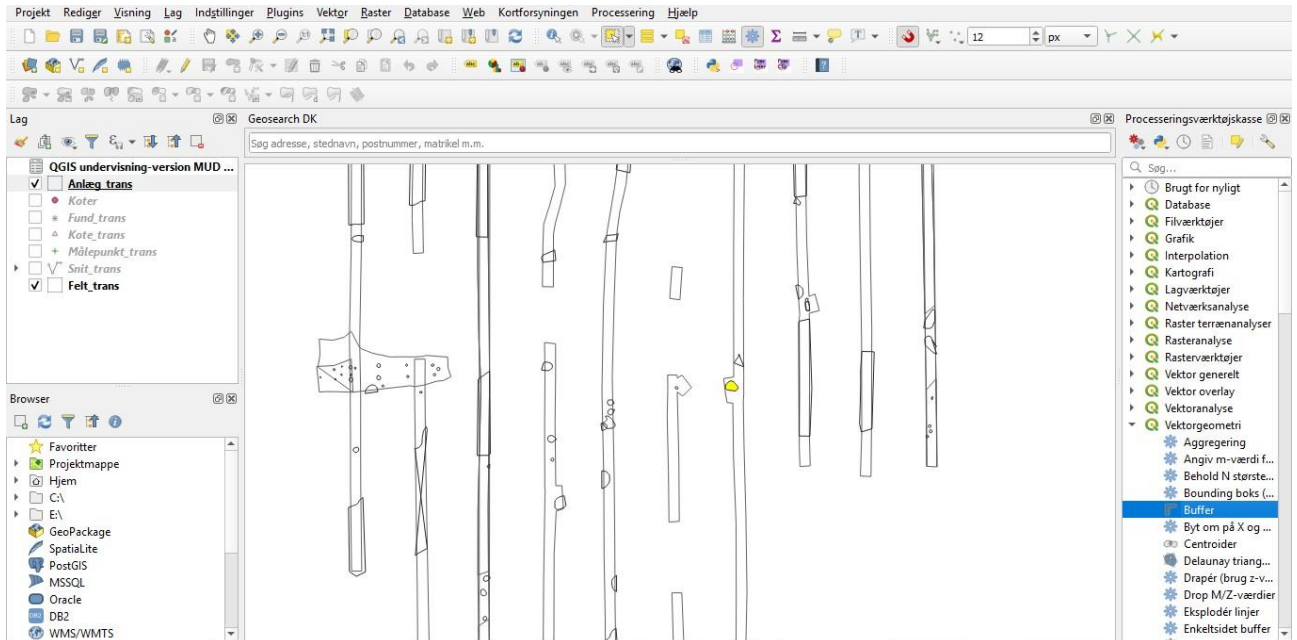 Projekt Rediger Visning Lag Indstillinger Plugins Vektor Raster Database Web Kortforsyningen Processering Hjælp
12 px
Lag
QGIS undervisning-version MUD ...
Anlæg_trans
Koter
Fund_trans
Kote_trans
Målepunkt_trans
Snit_trans
Felt_trans
Browser
Favoritter
Projektmappe
Hjem
C:\
E:\
GeoPackage
SpatiaLite
PostGIS
MSSQL
Oracle
DB2
WMS/WMTS
Geosearch DK
Søg adresse, stednavn, postnummer, matrikel m.m.
Processeringsværktøjskasse
Søg...
Brugt for nyligt
Database
Filværktøjer
Grafik
Interpolation
Kartografi
Lagværktøjer
Netværksanalyse
Raster terrænanalyser
Rasteranalyse
Rasterværktøjer
Vektor generelt
Vektor overlay
Vektoranalyse
Vektorgeometri
Aggregering
Angiv m-værdi f...
Behold N største...
Bounding boks (...
Buffer
Byt om på X og ...
Centroider
Delaunay triang...
Drapér (brug z-v...
Drop M/Z-værdier
Eksplodér linjer
Enkeltsidet buffer